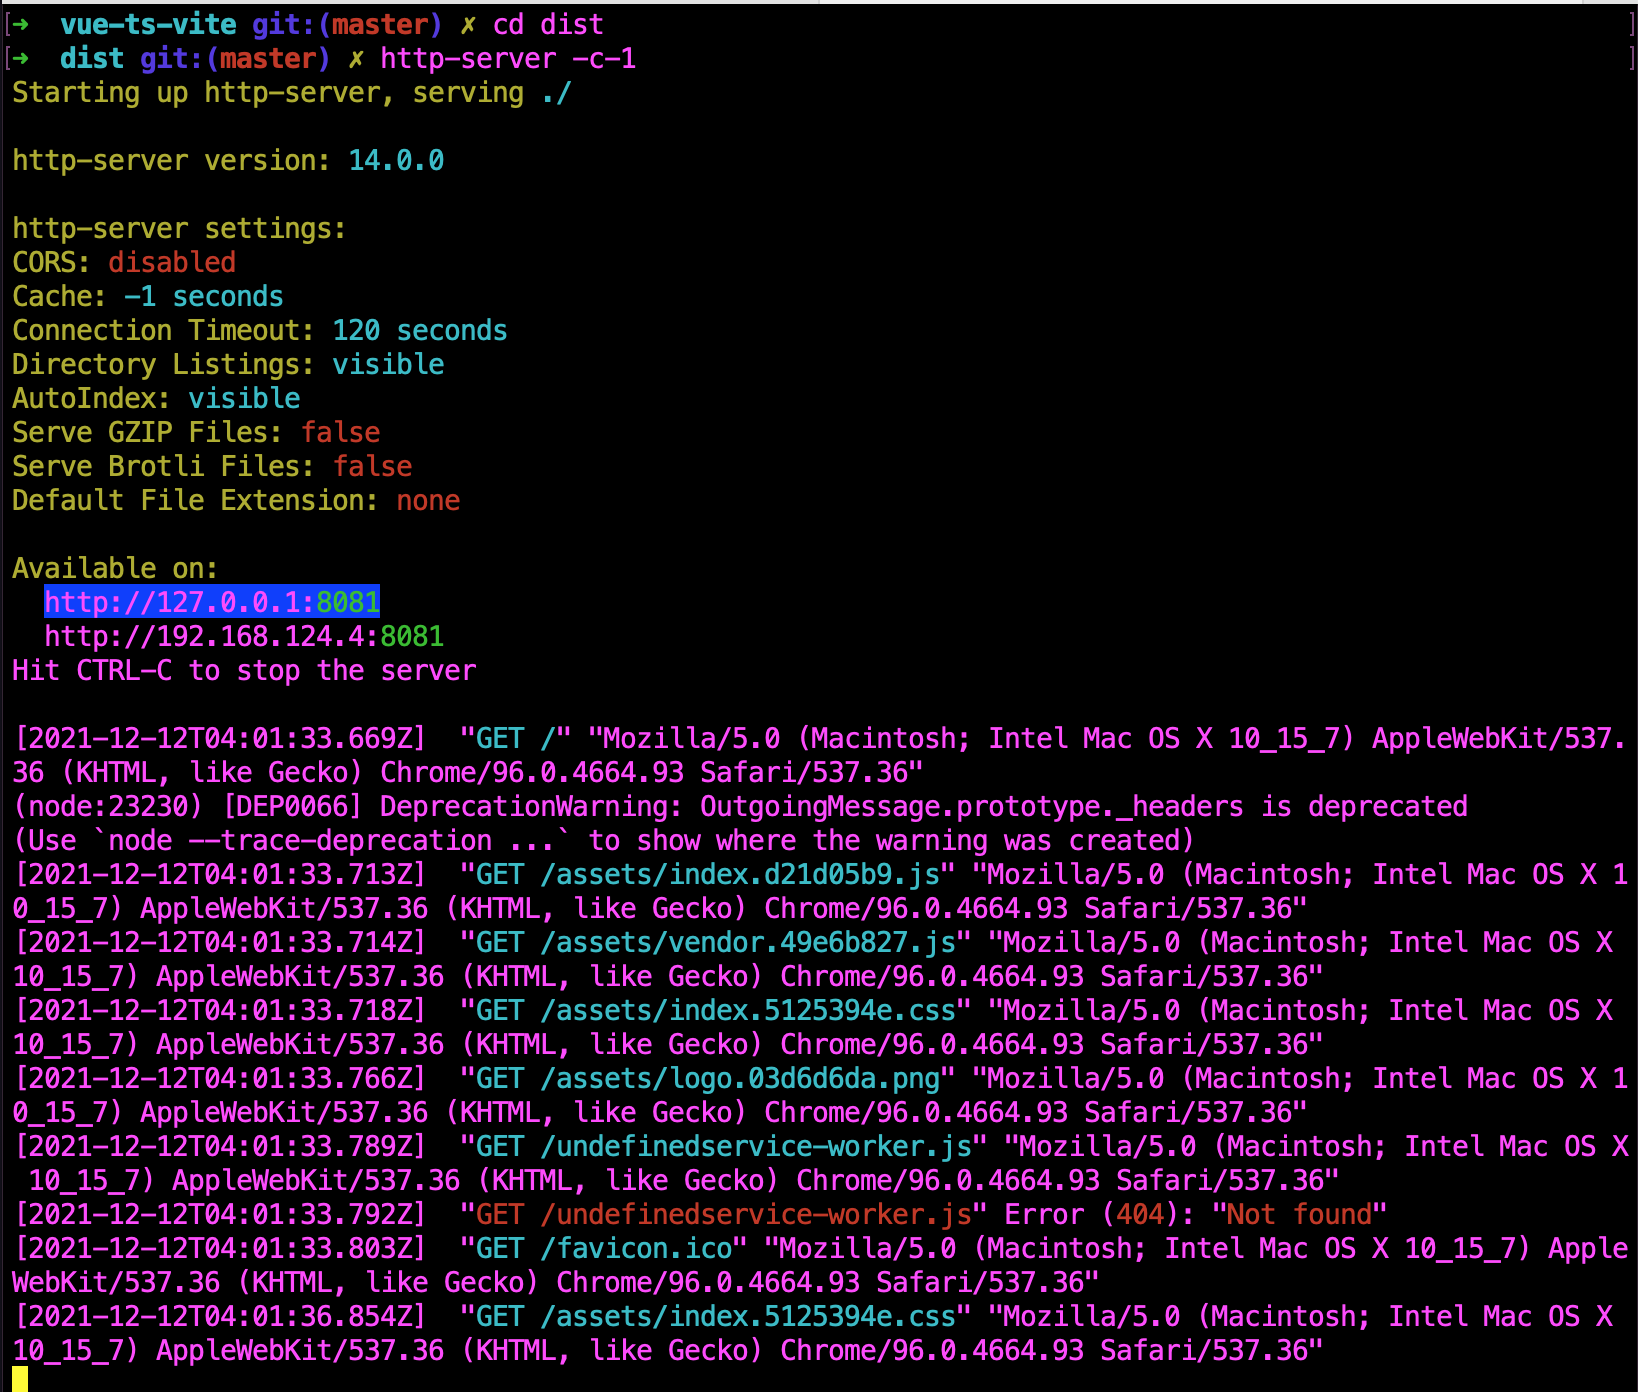 [➜  vue-ts-vite git:(master) ✗ cd dist ]
[➜  dist git:(master) ✗ http-server -c-1 ]
Starting up http-server, serving ./
http-server version: 14.0.0
http-server settings:
CORS: disabled
Cache: -1 seconds
Connection Timeout: 120 seconds
Directory Listings: visible
AutoIndex: visible
Serve GZIP Files: false
Serve Brotli Files: false
Default File Extension: none
Available on:
  http://127.0.0.1:8081
  http://192.168.124.4:8081
Hit CTRL-C to stop the server
[2021-12-12T04:01:33.669Z]  "GET /" "Mozilla/5.0 (Macintosh; Intel Mac OS X 10_15_7) AppleWebKit/537.
36 (KHTML, like Gecko) Chrome/96.0.4664.93 Safari/537.36"
(node:23230) [DEP0066] DeprecationWarning: OutgoingMessage.prototype._headers is deprecated
(Use `node --trace-deprecation ...` to show where the warning was created)
[2021-12-12T04:01:33.713Z]  "GET /assets/index.d21d05b9.js" "Mozilla/5.0 (Macintosh; Intel Mac OS X 1
0_15_7) AppleWebKit/537.36 (KHTML, like Gecko) Chrome/96.0.4664.93 Safari/537.36"
[2021-12-12T04:01:33.714Z]  "GET /assets/vendor.49e6b827.js" "Mozilla/5.0 (Macintosh; Intel Mac OS X
10_15_7) AppleWebKit/537.36 (KHTML, like Gecko) Chrome/96.0.4664.93 Safari/537.36"
[2021-12-12T04:01:33.718Z]  "GET /assets/index.5125394e.css" "Mozilla/5.0 (Macintosh; Intel Mac OS X
10_15_7) AppleWebKit/537.36 (KHTML, like Gecko) Chrome/96.0.4664.93 Safari/537.36"
[2021-12-12T04:01:33.766Z]  "GET /assets/logo.03d6d6da.png" "Mozilla/5.0 (Macintosh; Intel Mac OS X 1
0_15_7) AppleWebKit/537.36 (KHTML, like Gecko) Chrome/96.0.4664.93 Safari/537.36"
[2021-12-12T04:01:33.789Z]  "GET /undefinedservice-worker.js" "Mozilla/5.0 (Macintosh; Intel Mac OS X
 10_15_7) AppleWebKit/537.36 (KHTML, like Gecko) Chrome/96.0.4664.93 Safari/537.36"
[2021-12-12T04:01:33.792Z]  "GET /undefinedservice-worker.js" Error (404): "Not found"
[2021-12-12T04:01:33.803Z]  "GET /favicon.ico" "Mozilla/5.0 (Macintosh; Intel Mac OS X 10_15_7) Apple
WebKit/537.36 (KHTML, like Gecko) Chrome/96.0.4664.93 Safari/537.36"
[2021-12-12T04:01:36.854Z]  "GET /assets/index.5125394e.css" "Mozilla/5.0 (Macintosh; Intel Mac OS X
10_15_7) AppleWebKit/537.36 (KHTML, like Gecko) Chrome/96.0.4664.93 Safari/537.36"